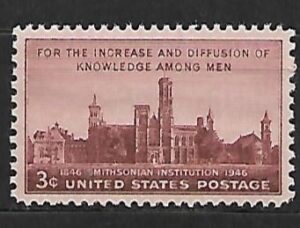 FOR THE INCREASE AND DIFFUSION OF
KNOWLEDGE AMONG MEN
1846 SMITHSONIAN INSTITUTION 1946
3¢ UNITED STATES POSTAGE